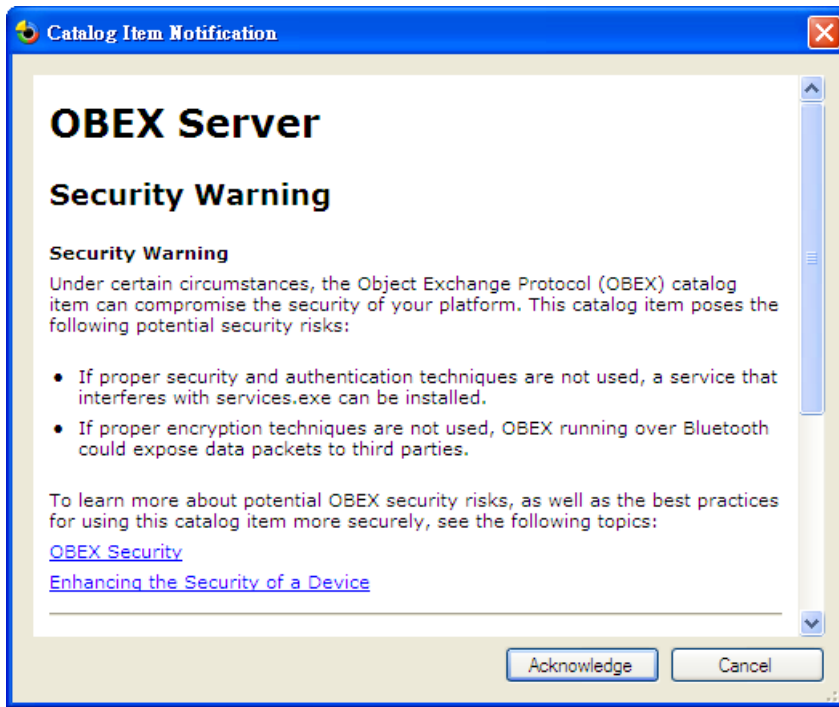 Catalog Item Notification
OBEX Server
Security Warning
Security Warning
Under certain circumstances, the Object Exchange Protocol (OBEX) catalog
item can compromise the security of your platform. This catalog item poses the
following potential security risks:
• If proper security and authentication techniques are not used, a service that
interferes with services.exe can be installed.
• If proper encryption techniques are not used, OBEX running over Bluetooth
could expose data packets to third parties.
To learn more about potential OBEX security risks, as well as the best practices
for using this catalog item more securely, see the following topics:
OBEX Security
Enhancing the Security of a Device
Acknowledge
Cancel